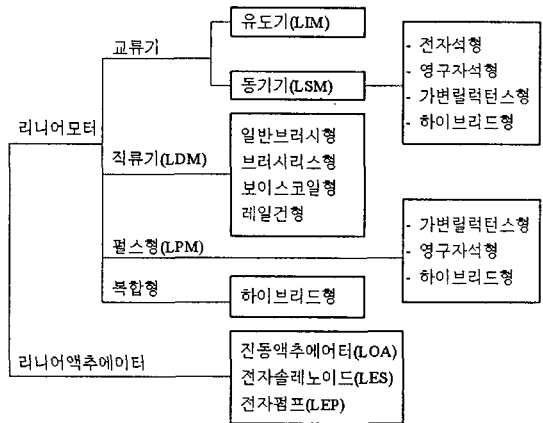 교류기
유도기(LIM)
동기기(LSM)
- 전자석형
- 영구자석형
- 가변릴럭턴스형
- 하이브리드형
리니어모터
직류기(LDM)
일반브러시형
브러시리스형
보이스코일형
레일건형
펄스형(LPM)
- 가변릴럭턴스형
- 영구자석형
- 하이브리드형
복합형
하이브리드형
리니어액추에이터
진동액추에어터(LOA)
전자솔레노이드(LES)
전자펌프(LEP)